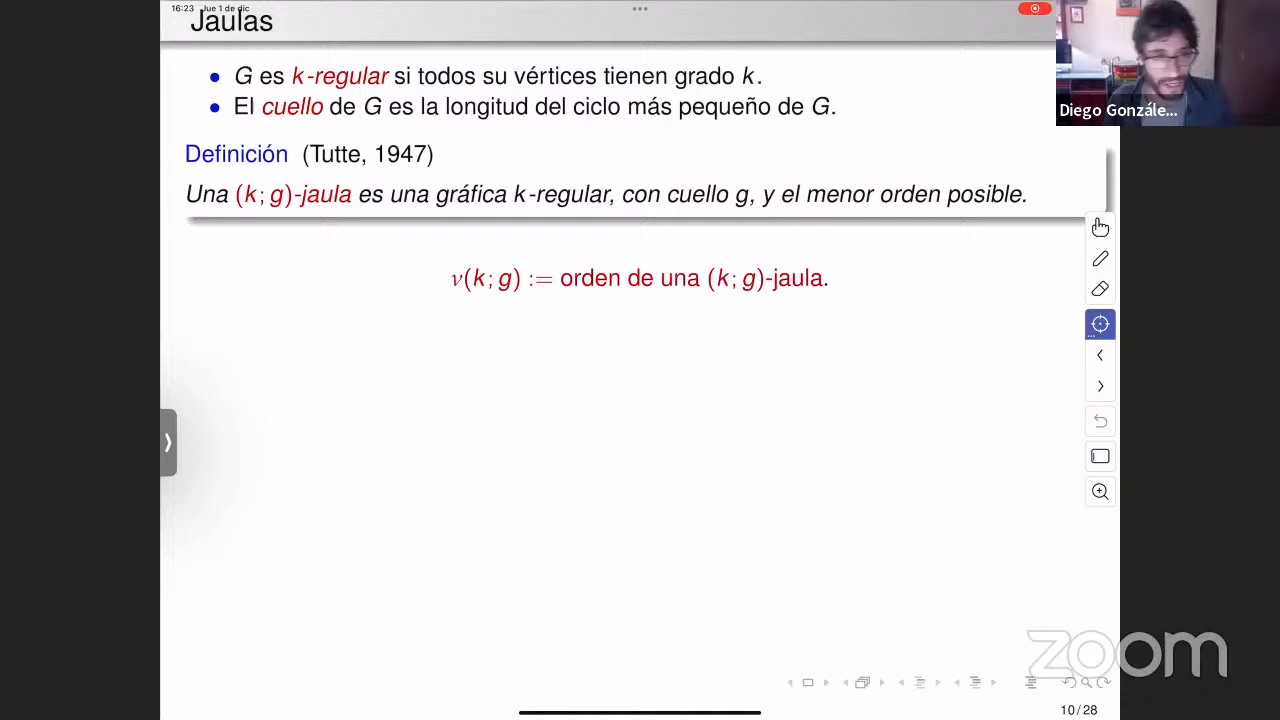 16:23 Jue 1 de dic
Jaulas
Diego Gonzále...
• G es k-regular si todos su vértices tienen grado k.
• El cuello de G es la longitud del ciclo más pequeño de G.
Definición (Tutte, 1947)
Una (k; g)-jaula es una gráfica k-regular, con cuello g, y el menor orden posible.
ν(k; g) := orden de una (k; g)-jaula.
zoom
10/28